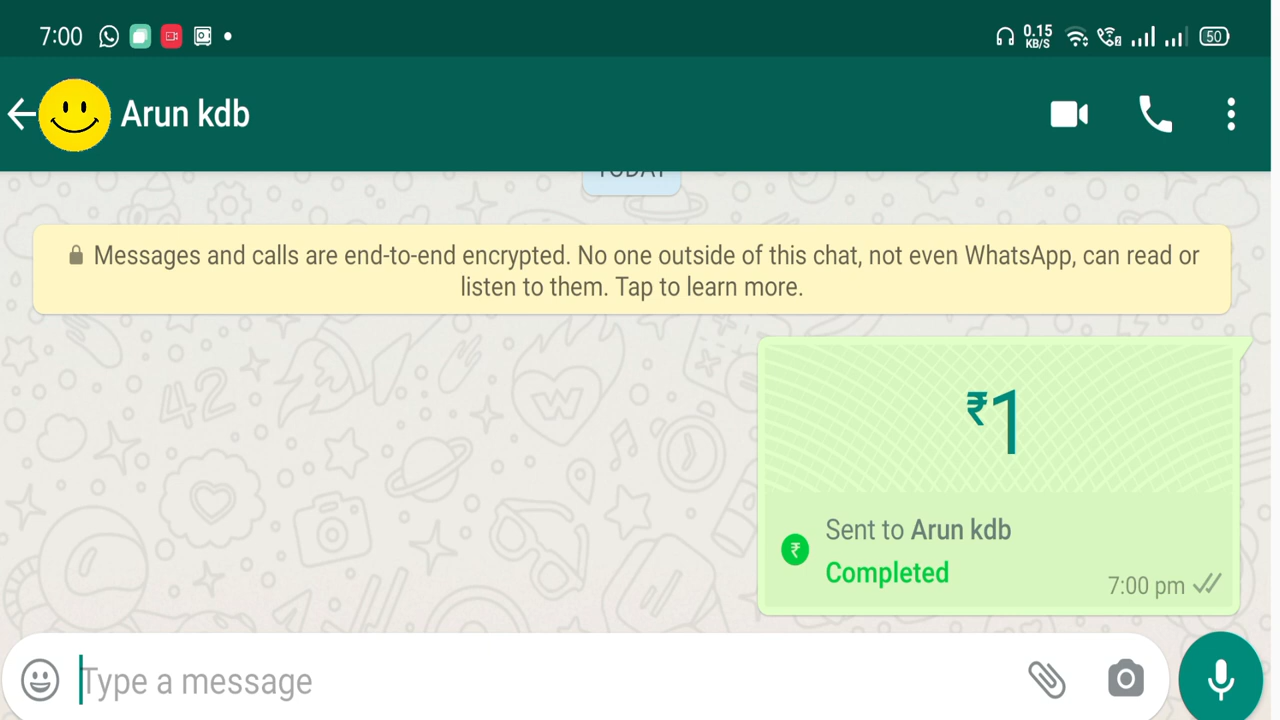 7:00
0.15
KB/S
50
Arun kdb
TODAY
Messages and calls are end-to-end encrypted. No one outside of this chat, not even WhatsApp, can read or
listen to them. Tap to learn more.
₹1
Sent to Arun kdb
₹
Completed
7:00 pm
Type a message